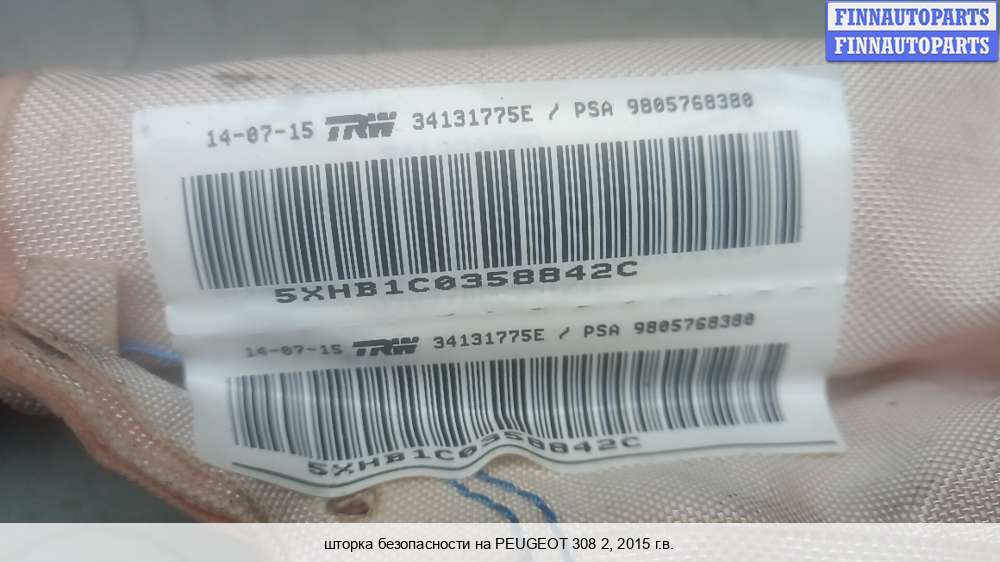 FINNAUTOPARTS
FINNAUTOPARTS
14-07-15 TRW 34131775E / PSA 9805768380
5XHB1C0358842C
14-07-15 TRW 34131775E / PSA 9805768380
5XHB1C0358842C
шторка безопасности на PEUGEOT 308 2, 2015 г.в.